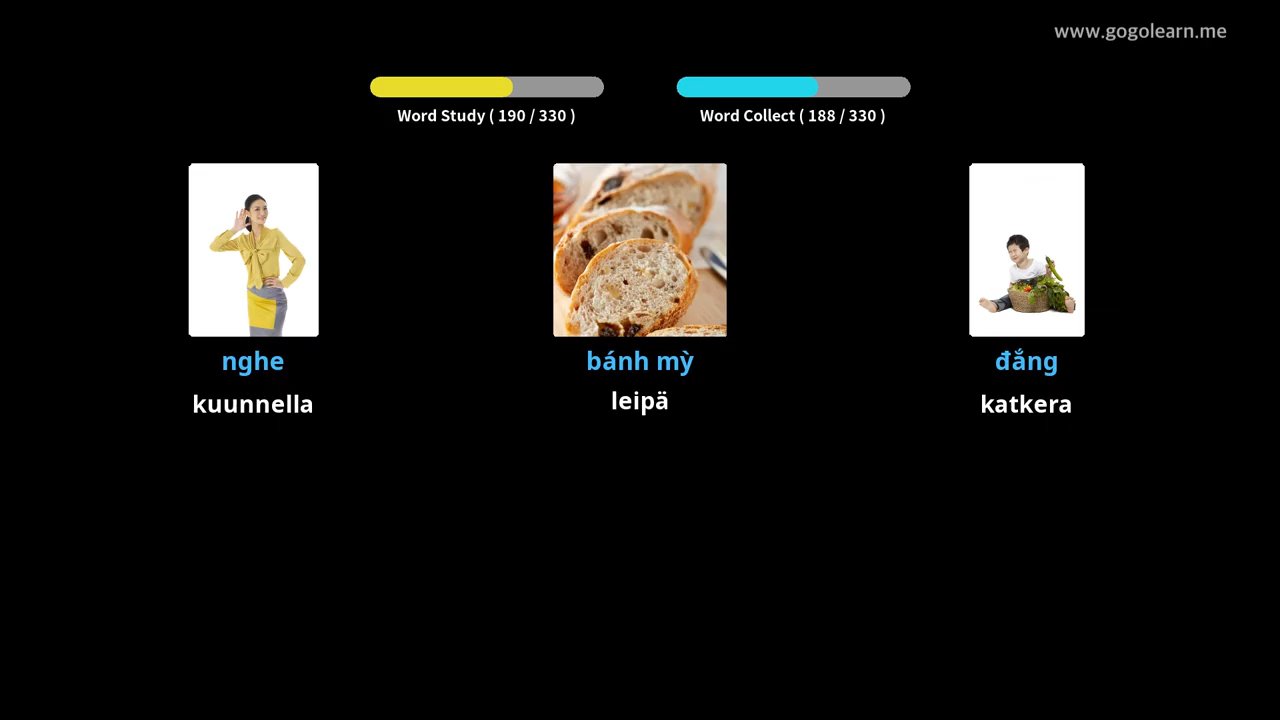 www.gogolearn.me
Word Study ( 190 / 330 )
Word Collect ( 188 / 330 )
nghe
bánh mỳ
đắng
kuunnella
leipä
katkera